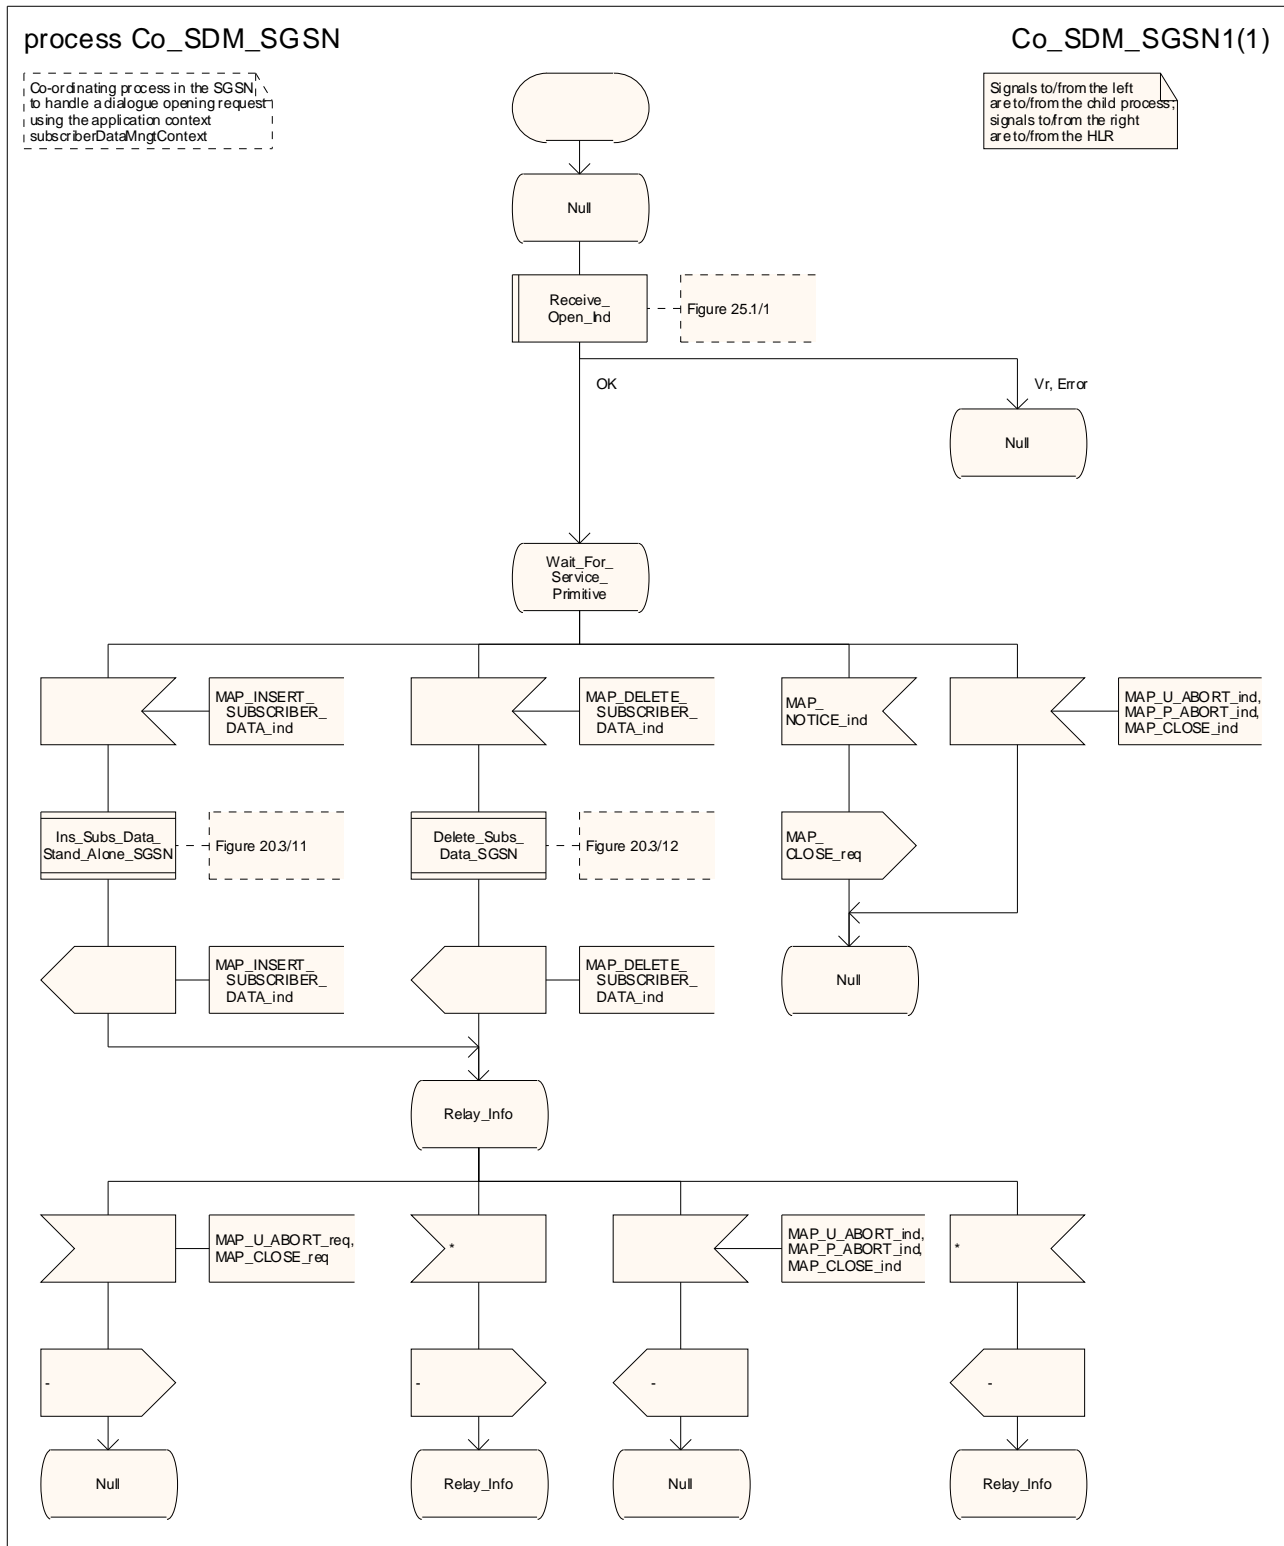 process Co_SDM_SGSN
Co_SDM_SGSN1(1)
Co-ordinating process in the SGSN
to handle a dialogue opening request
using the application context
subscriberDataMngtContext
Signals to/from the left
are to/from the child process;
signals to/from the right
are to/from the HLR
Null
Receive_
Open_Ind
Figure 25.1/1
OK
Vr, Error
Null
Wait_For_
Service_
Primitive
MAP_INSERT_
SUBSCRIBER_
DATA_ind
MAP_DELETE_
SUBSCRIBER_
DATA_ind
MAP_
NOTICE_ind
MAP_U_ABORT_ind,
MAP_P_ABORT_ind,
MAP_CLOSE_ind
Ins_Subs_Data_
Stand_Alone_SGSN
Figure 20.3/11
Delete_Subs_
Data_SGSN
Figure 20.3/12
MAP_
CLOSE_req
MAP_INSERT_
SUBSCRIBER_
DATA_ind
MAP_DELETE_
SUBSCRIBER_
DATA_ind
Null
Relay_Info
MAP_U_ABORT_req,
MAP_CLOSE_req
*
MAP_U_ABORT_ind,
MAP_P_ABORT_ind,
MAP_CLOSE_ind
*
-
-
-
-
Null
Relay_Info
Null
Relay_Info